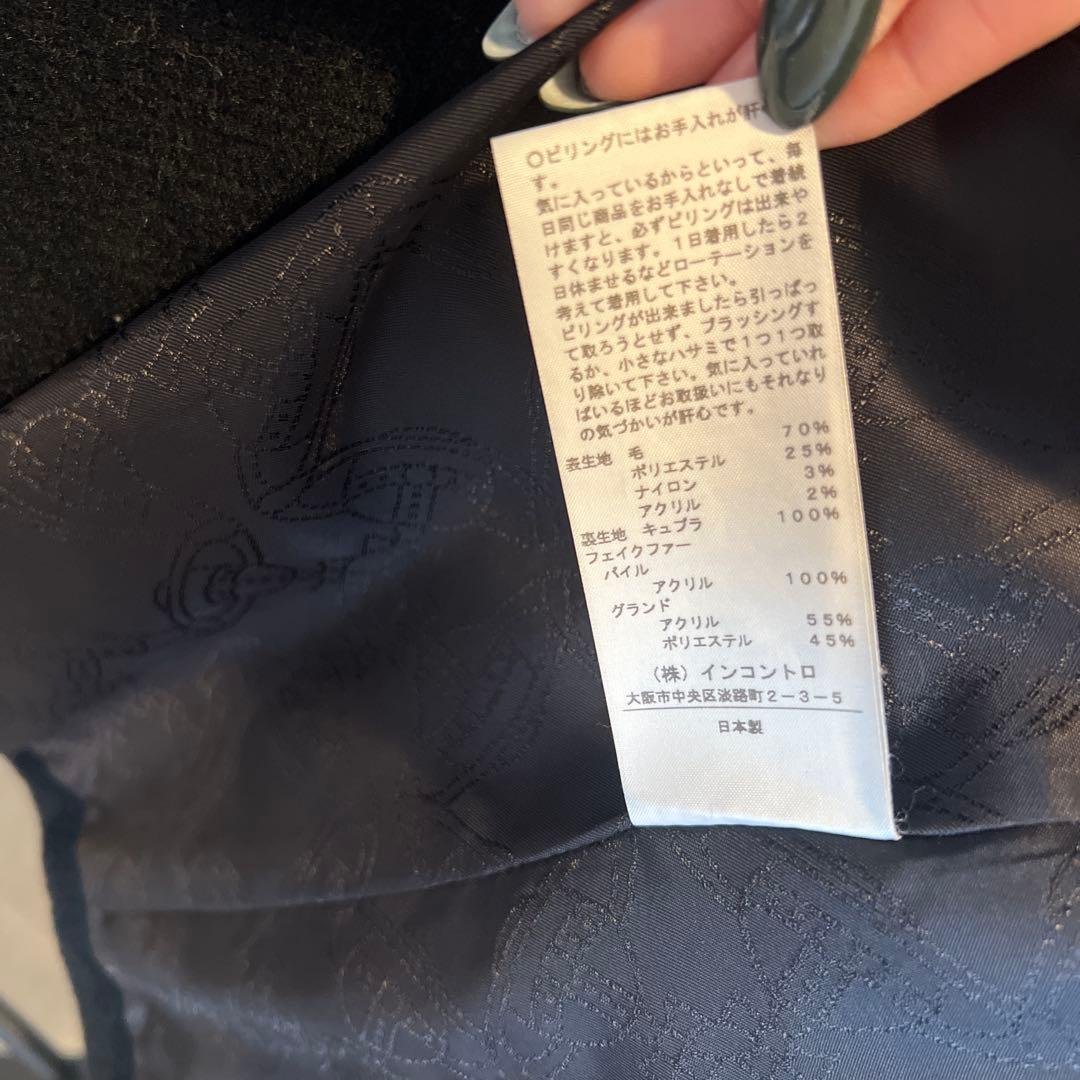 ○ピリングにはお手入れが肝
す。
気に入っているからといって、毎
日同じ商品をお手入れなしで着続
けますと、必ずピリングは出来や
すくなります。1日着用したら2
日休ませるなどローテーションを
考えて着用して下さい。
ピリングが出来ましたら引っぱっ
て取ろうとせず、ブラッシングす
るか、小さなハサミで1つ1つ取
り除いて下さい。気に入っていれ
ばいるほどお取扱いにもそれなり
の気づかいが肝心です。
表生地 毛 70%
ポリエステル 25%
ナイロン 3%
アクリル 2%
裏生地 キュプラ 100%
フェイクファー
パイル
アクリル 100%
グランド
アクリル 55%
ポリエステル 45%
(株)インコントロ
大阪市中央区淡路町2-3-5
日本製